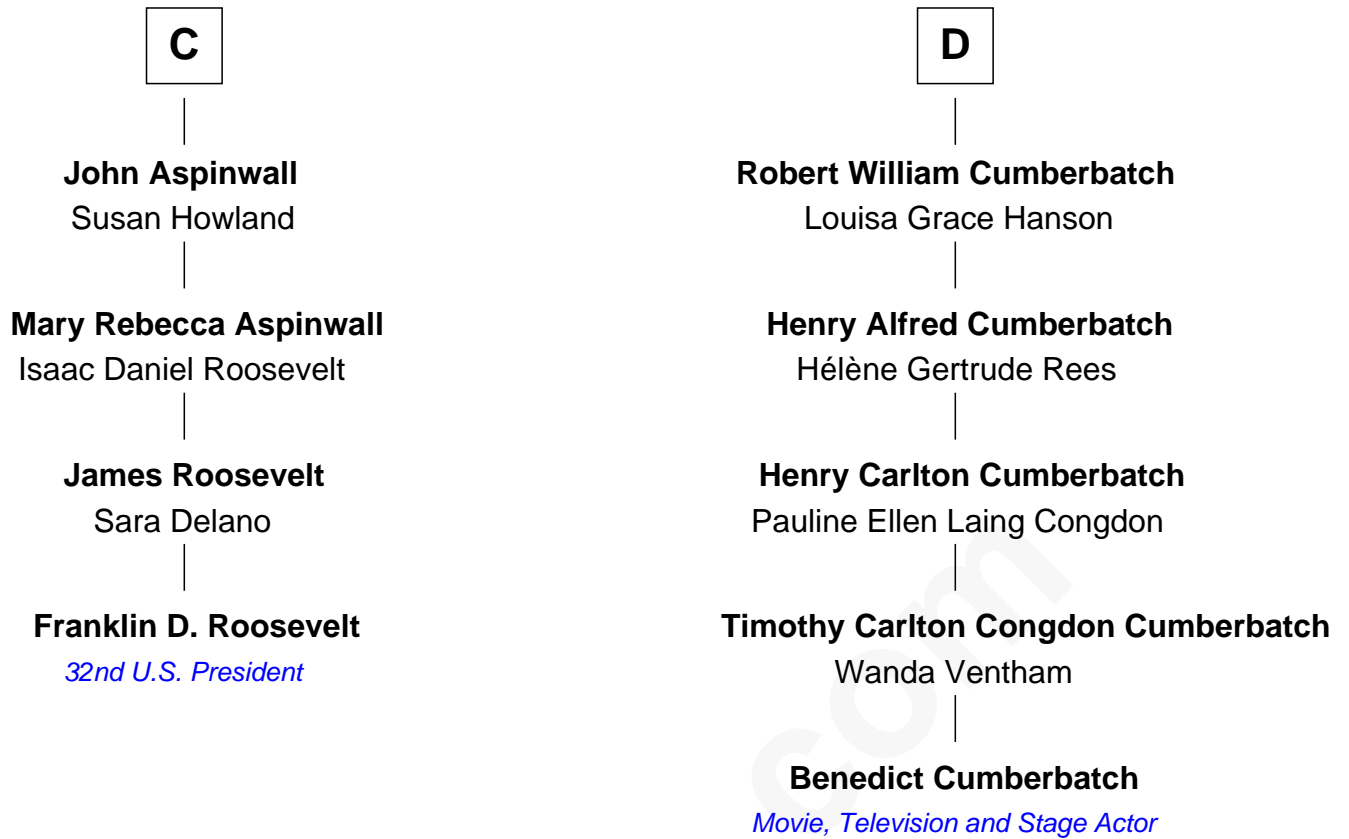 C
John Aspinwall
Susan Howland
Mary Rebecca Aspinwall
Isaac Daniel Roosevelt
James Roosevelt
Sara Delano
Franklin D. Roosevelt
32nd U.S. President
D
Robert William Cumberbatch
Louisa Grace Hanson
Henry Alfred Cumberbatch
Hélène Gertrude Rees
Henry Carlton Cumberbatch
Pauline Ellen Laing Congdon
Timothy Carlton Congdon Cumberbatch
Wanda Ventham
Benedict Cumberbatch
Movie, Television and Stage Actor
com